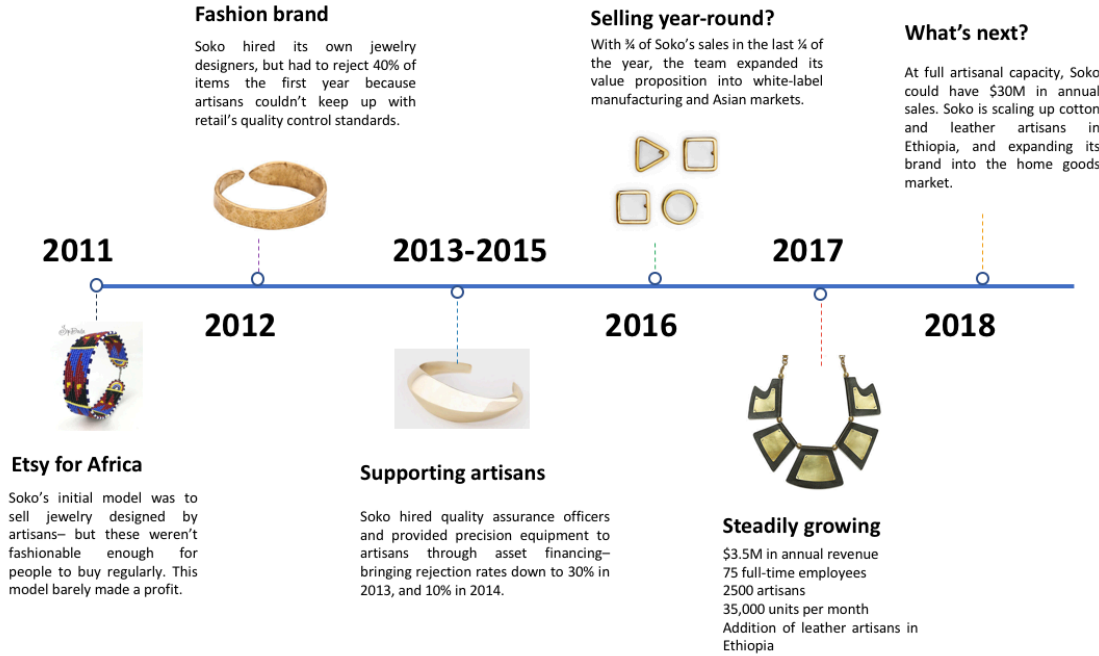 Fashion brand
Soko hired its own jewelry
designers, but had to reject 40% of
items the first year because
artisans couldn't keep up with
retail's quality control standards.
Selling year-round?
With ¾ of Soko's sales in the last ¼ of
the year, the team expanded its
value proposition into white-label
manufacturing and Asian markets.
What's next?
At full artisanal capacity, Soko
could have $30M in annual
sales. Soko is scaling up cotton
and leather artisans in
Ethiopia, and expanding its
brand into the home goods
market.
2011
2013-2015
2017
2012
2016
2018
Etsy for Africa
Soko's initial model was to
sell jewelry designed by
artisans– but these weren't
fashionable enough for
people to buy regularly. This
model barely made a profit.
Supporting artisans
Soko hired quality assurance officers
and provided precision equipment to
artisans through asset financing–
bringing rejection rates down to 30% in
2013, and 10% in 2014.
Steadily growing
$3.5M in annual revenue
75 full-time employees
2500 artisans
35,000 units per month
Addition of leather artisans in
Ethiopia